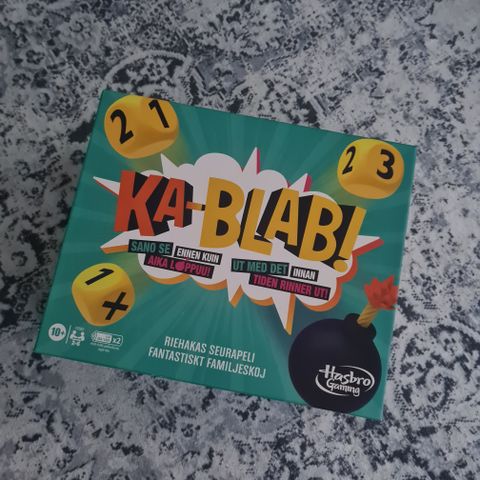 2 1
2 3
KA-BLAB!
SANO SE ENNEN KUIN
AIKA LOPPUU!
UT MED DET INNAN
TIDEN RINNER UT!
1 x
10+
x2
RIEHAKAS SEURAPELI
FANTASTISKT FAMILJESKOJ
Hasbro
Gaming